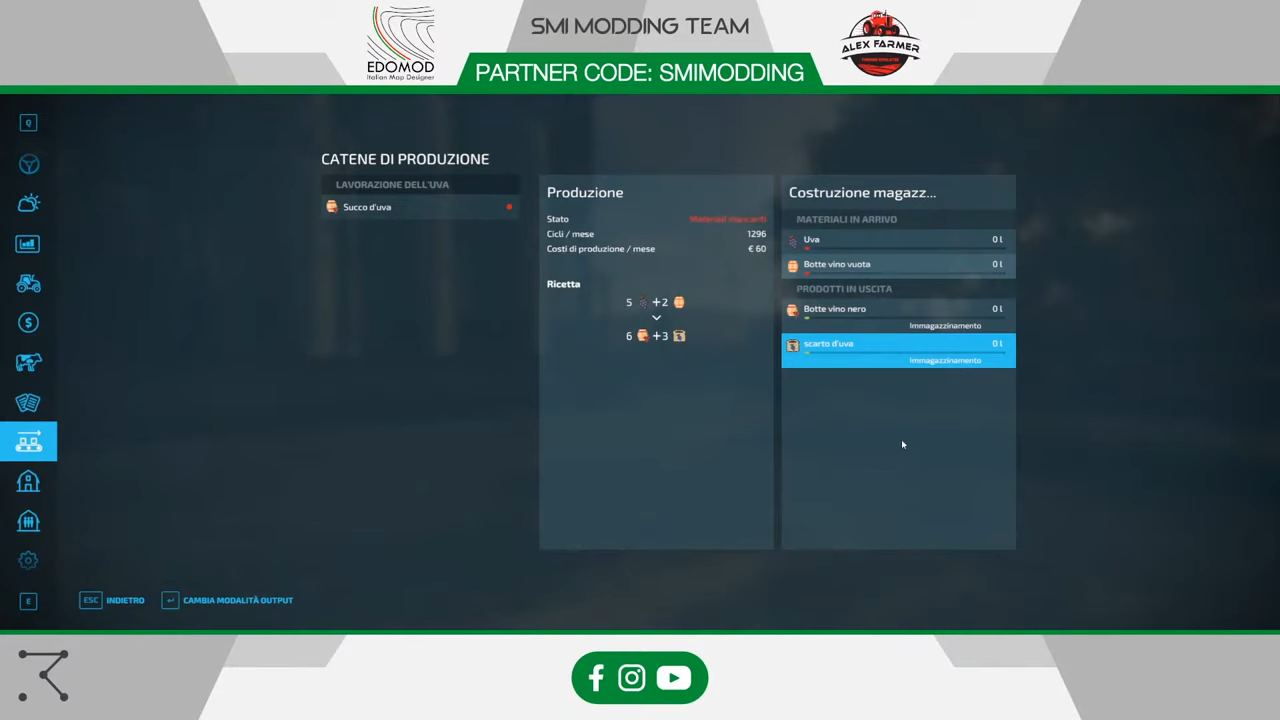 SMI MODDING TEAM
EDOMOD
Italian Map Designer
ALEX FARMER
PARTNER CODE: SMIMODDING
Q
CATENE DI PRODUZIONE
LAVORAZIONE DELL'UVA
Succo d'uva
Produzione
Stato Materiali mancanti
Cicli / mese 1296
Costi di produzione / mese € 60
Ricetta
5 +2
6 +3
Costruzione magazz...
MATERIALI IN ARRIVO
Uva 0 l
Botte vino vuota 0 l
PRODOTTI IN USCITA
Botte vino nero 0 l
Immagazzinamento
scarto d'uva 0 l
Immagazzinamento
E
ESC INDIETRO CAMBIA MODALITÀ OUTPUT